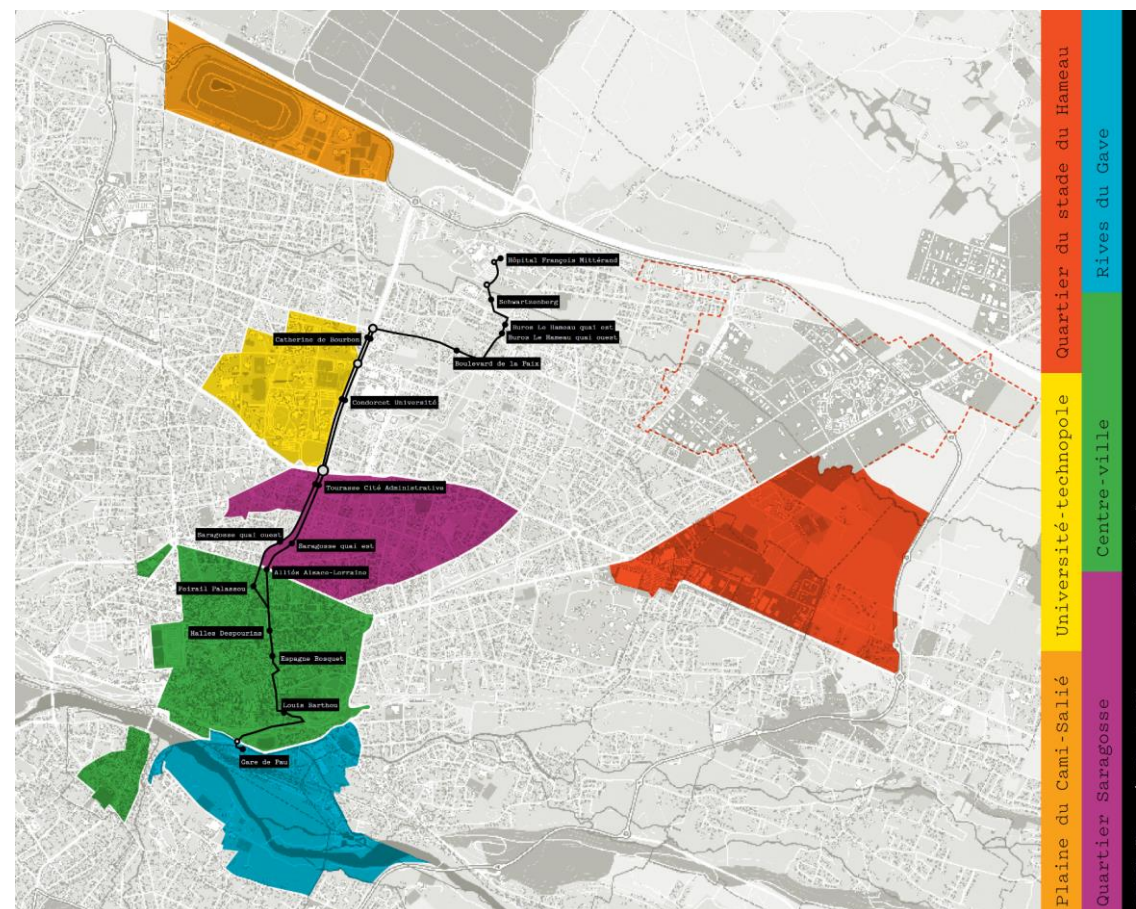 Hôpital François Mittérand
Schwartzenberg
Buros Le Hameau quai est
Buros Le Hameau quai ouest
Catherine de Bourbon
Boulevard de la Paix
Condorcet Université
Tourasse Cité Administrative
Saragosse quai ouest
Saragosse quai est
Alliés Alsace-Lorraine
Foirail Palassou
Halles Despourins
Espagne Bosquet
Louis Barthou
Gare de Pau
Quartier du stade du Hameau
Université-technopole
Plaine du Cami-Salié
Rives du Gave
Centre-ville
Quartier Saragosse